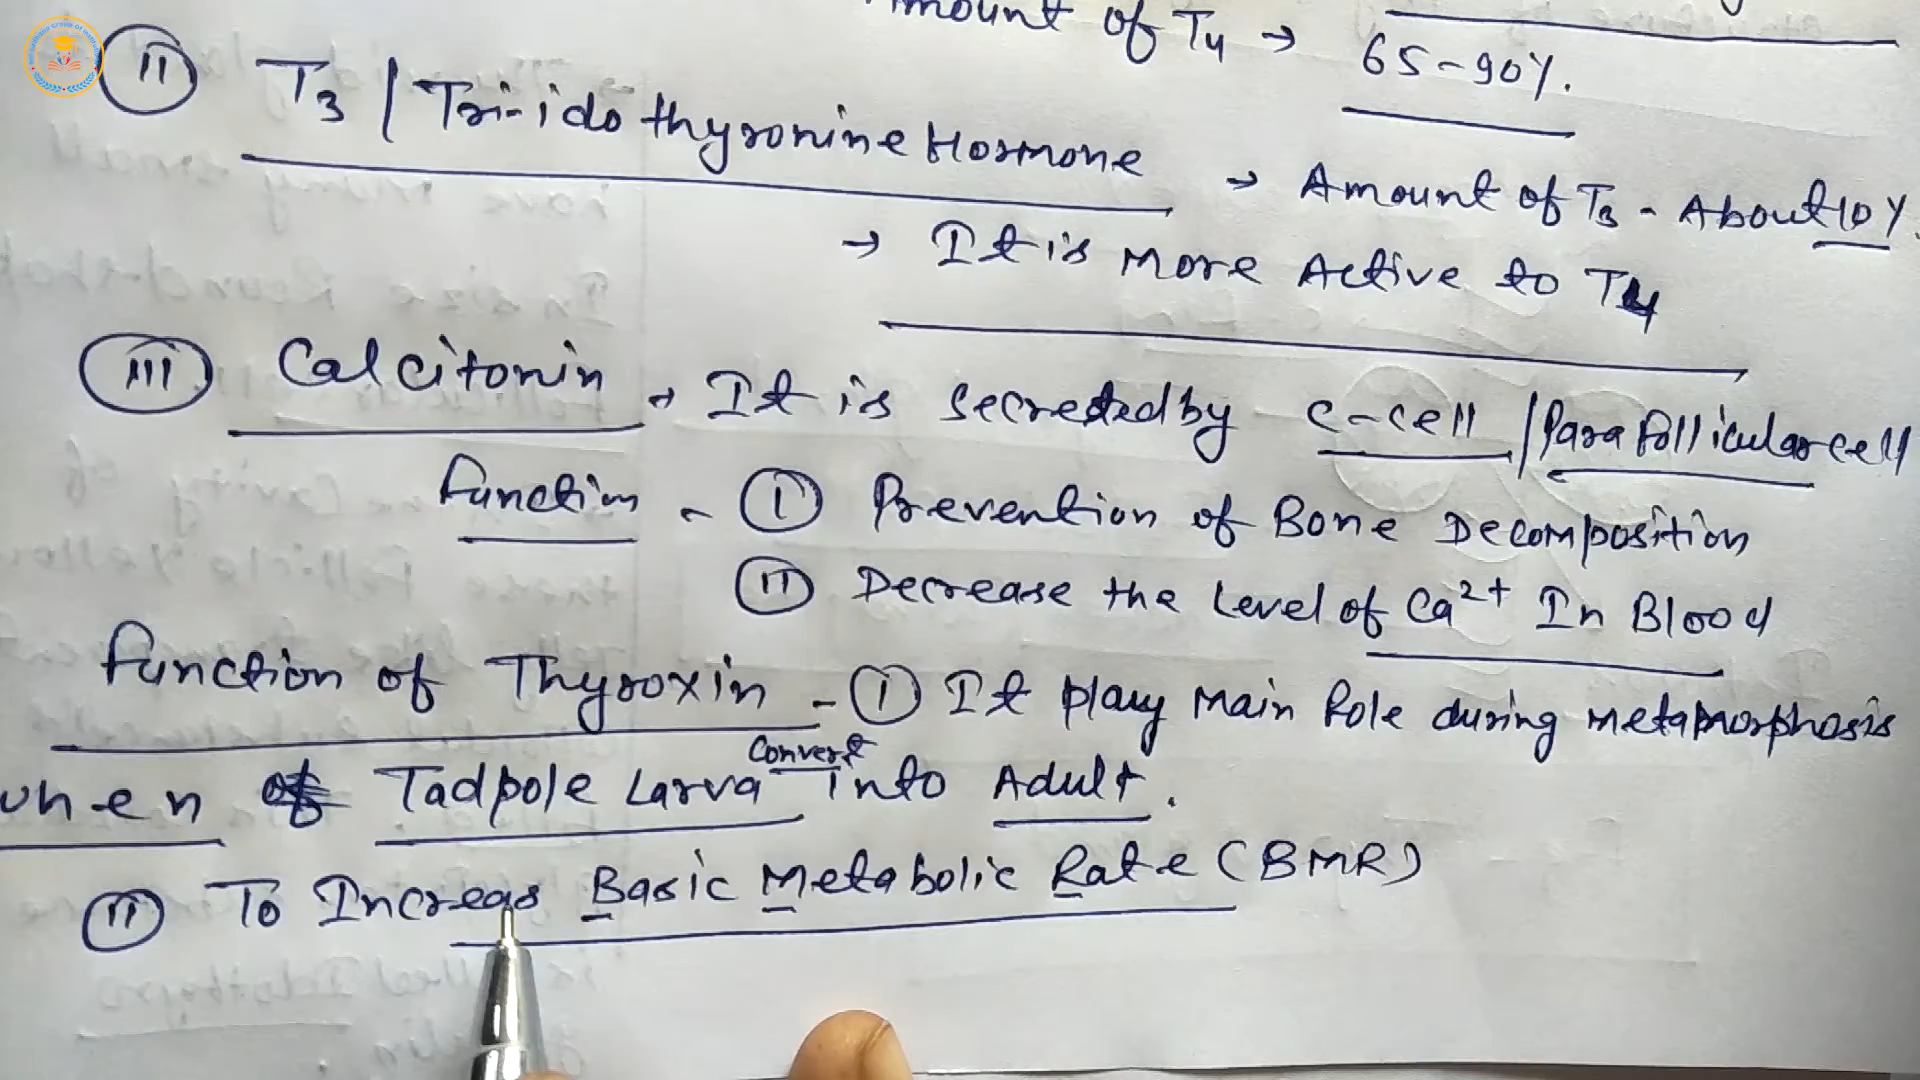 Amount of T4 → 65-90%.
(II) T3 / Tri-ido thyronine Hormone → Amount of T3 - About 10%.
→ It is More Active to T4
(III) Calcitonin → It is secreted by C-cell / Parafollicular cell
Function - (I) Prevention of Bone Decomposition
(II) Decrease the Level of Ca2+ In Blood
Function of Thyroxin - (I) It play Main Role during metamorphosis
when Tadpole Larva Convert Into Adult.
(II) To Increas Basic Metabolic Rate (BMR)